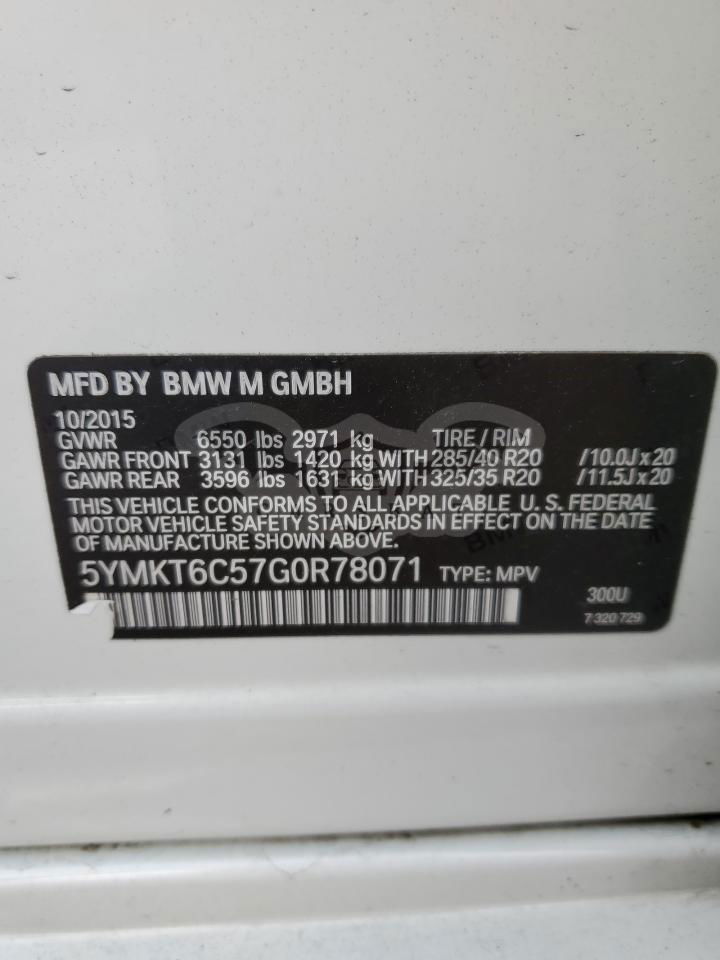 MFD BY BMW M GMBH
10/2015
GVWR 6550 lbs 2971 kg TIRE / RIM
GAWR FRONT 3131 lbs 1420 kg WITH 285/40 R20 /10.0J x 20
GAWR REAR 3596 lbs 1631 kg WITH 325/35 R20 /11.5J x 20
THIS VEHICLE CONFORMS TO ALL APPLICABLE U. S. FEDERAL
MOTOR VEHICLE SAFETY STANDARDS IN EFFECT ON THE DATE
OF MANUFACTURE SHOWN ABOVE.
5YMKT6C57G0R78071 TYPE: MPV
300U
7 320 729